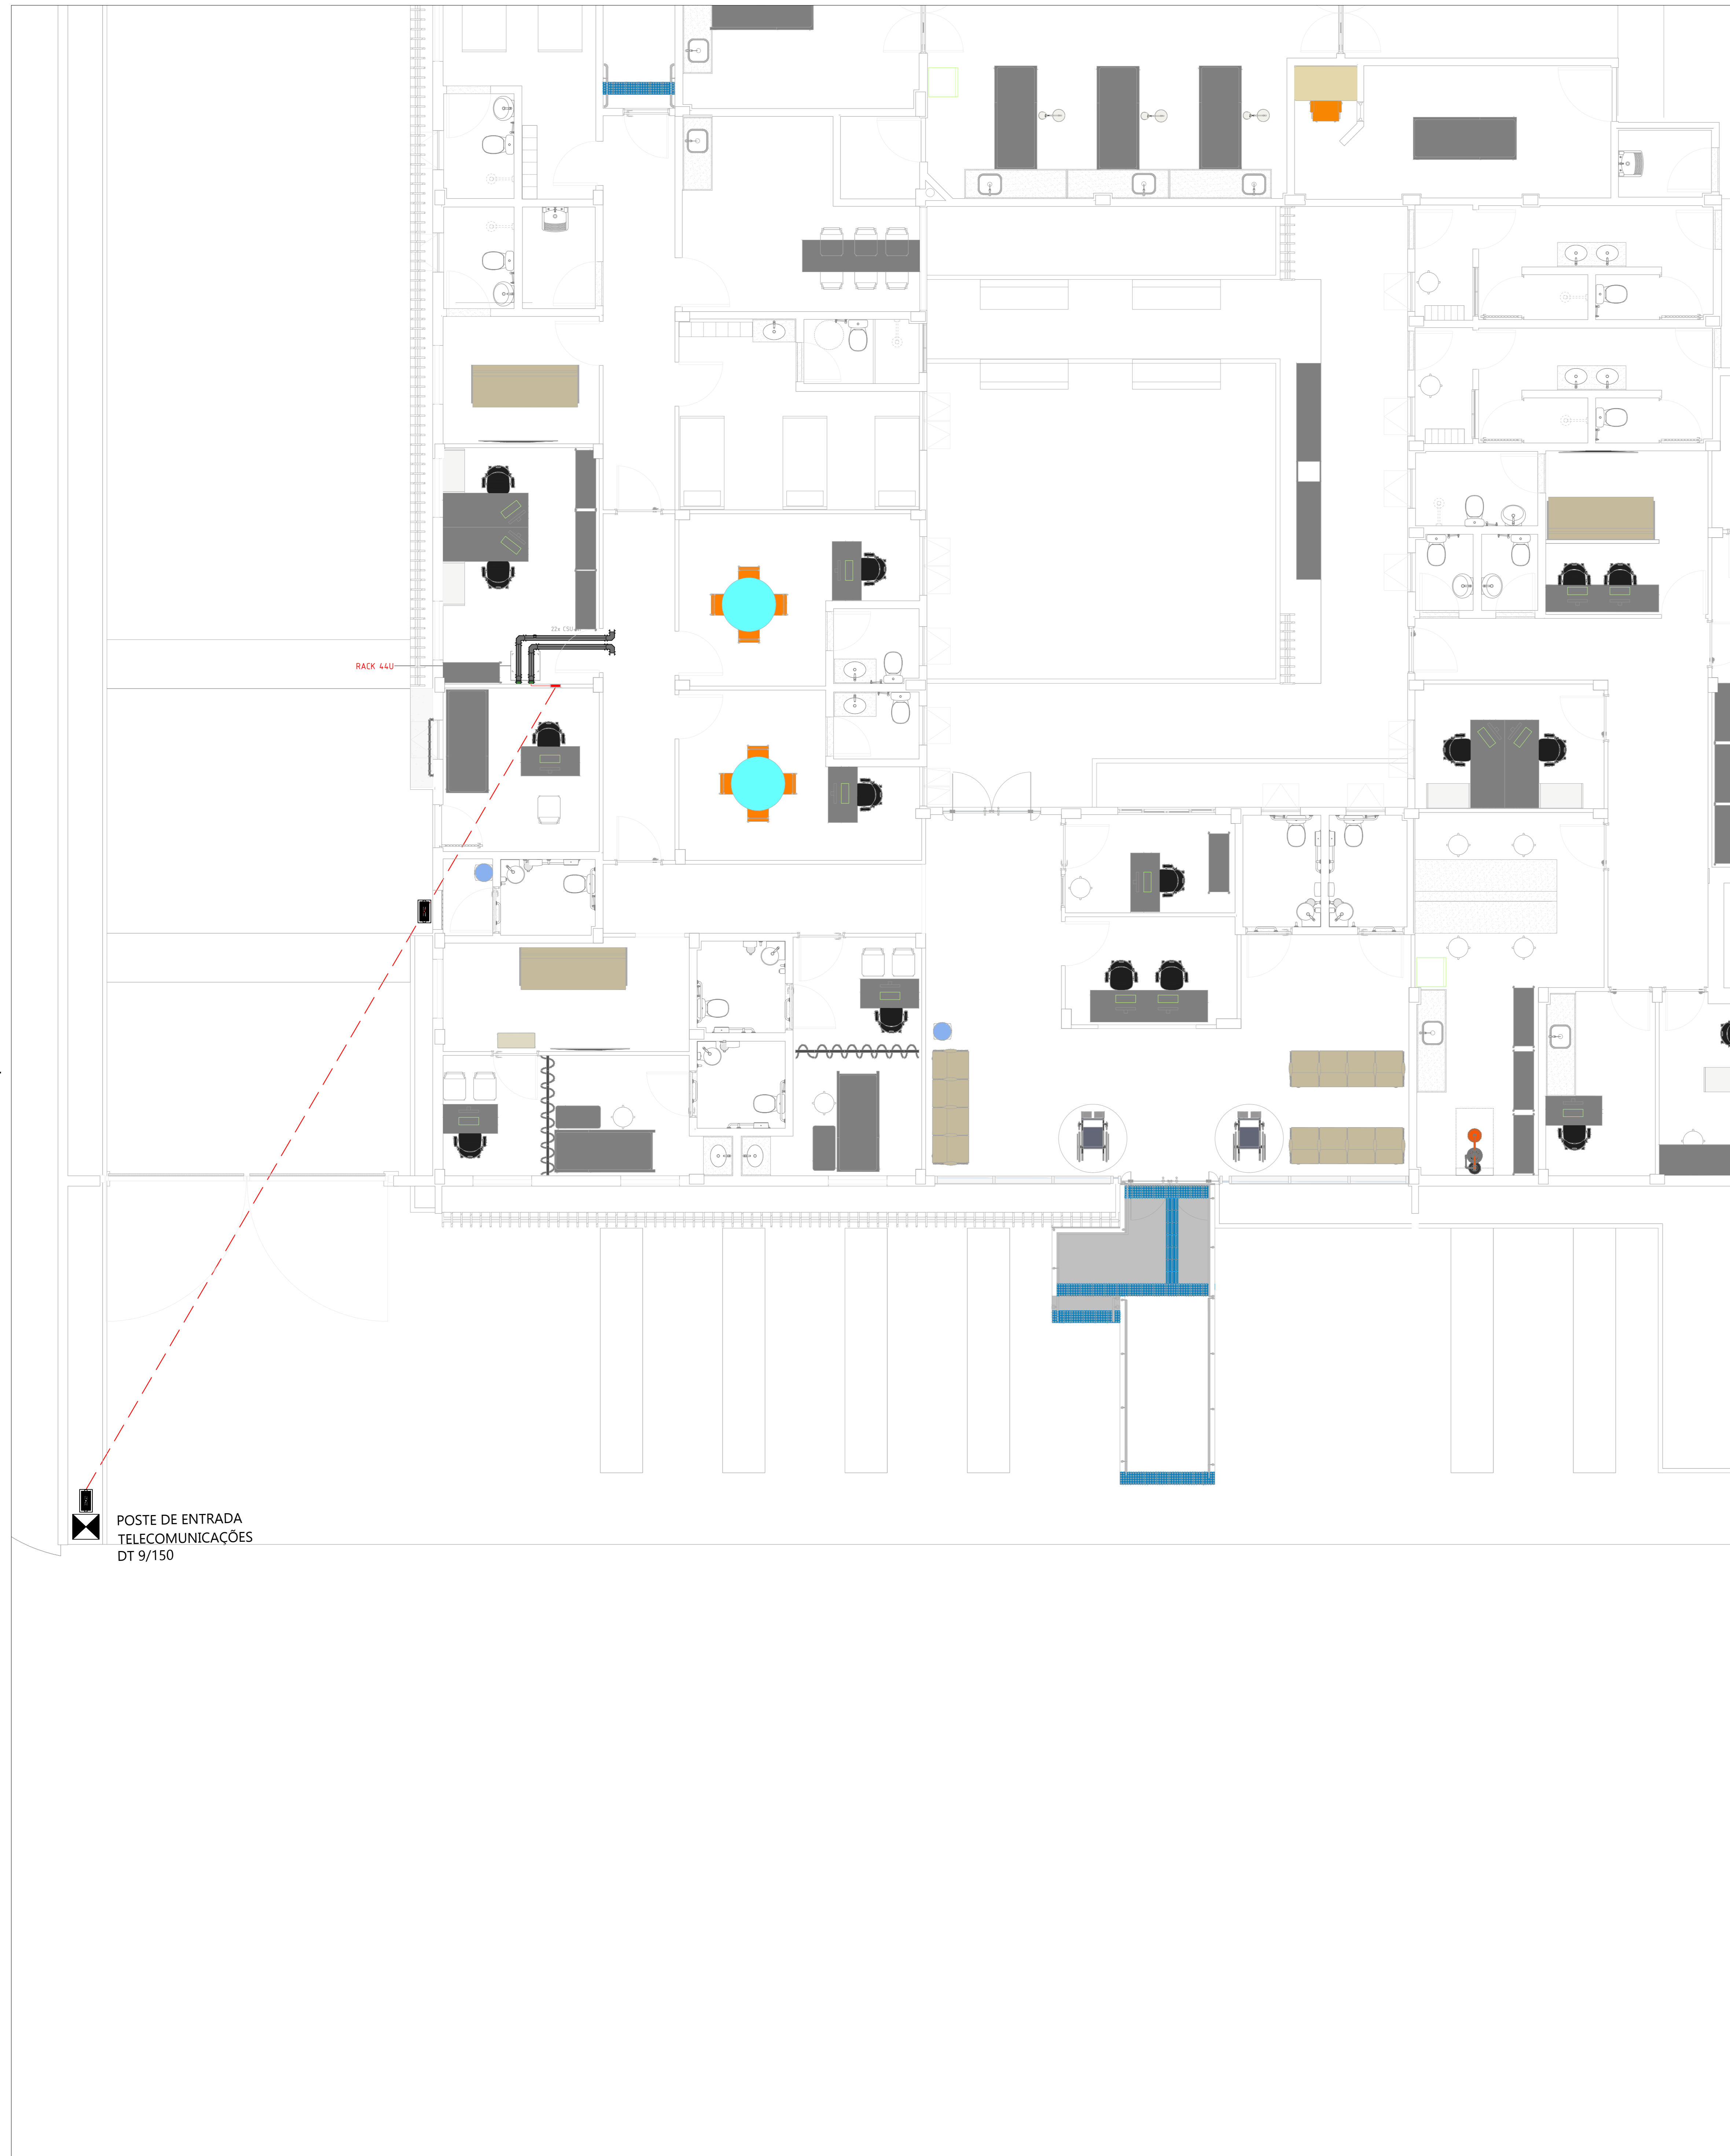 RACK 44U
POSTE DE ENTRADA
TELECOMUNICAÇÕES
DT 9/150